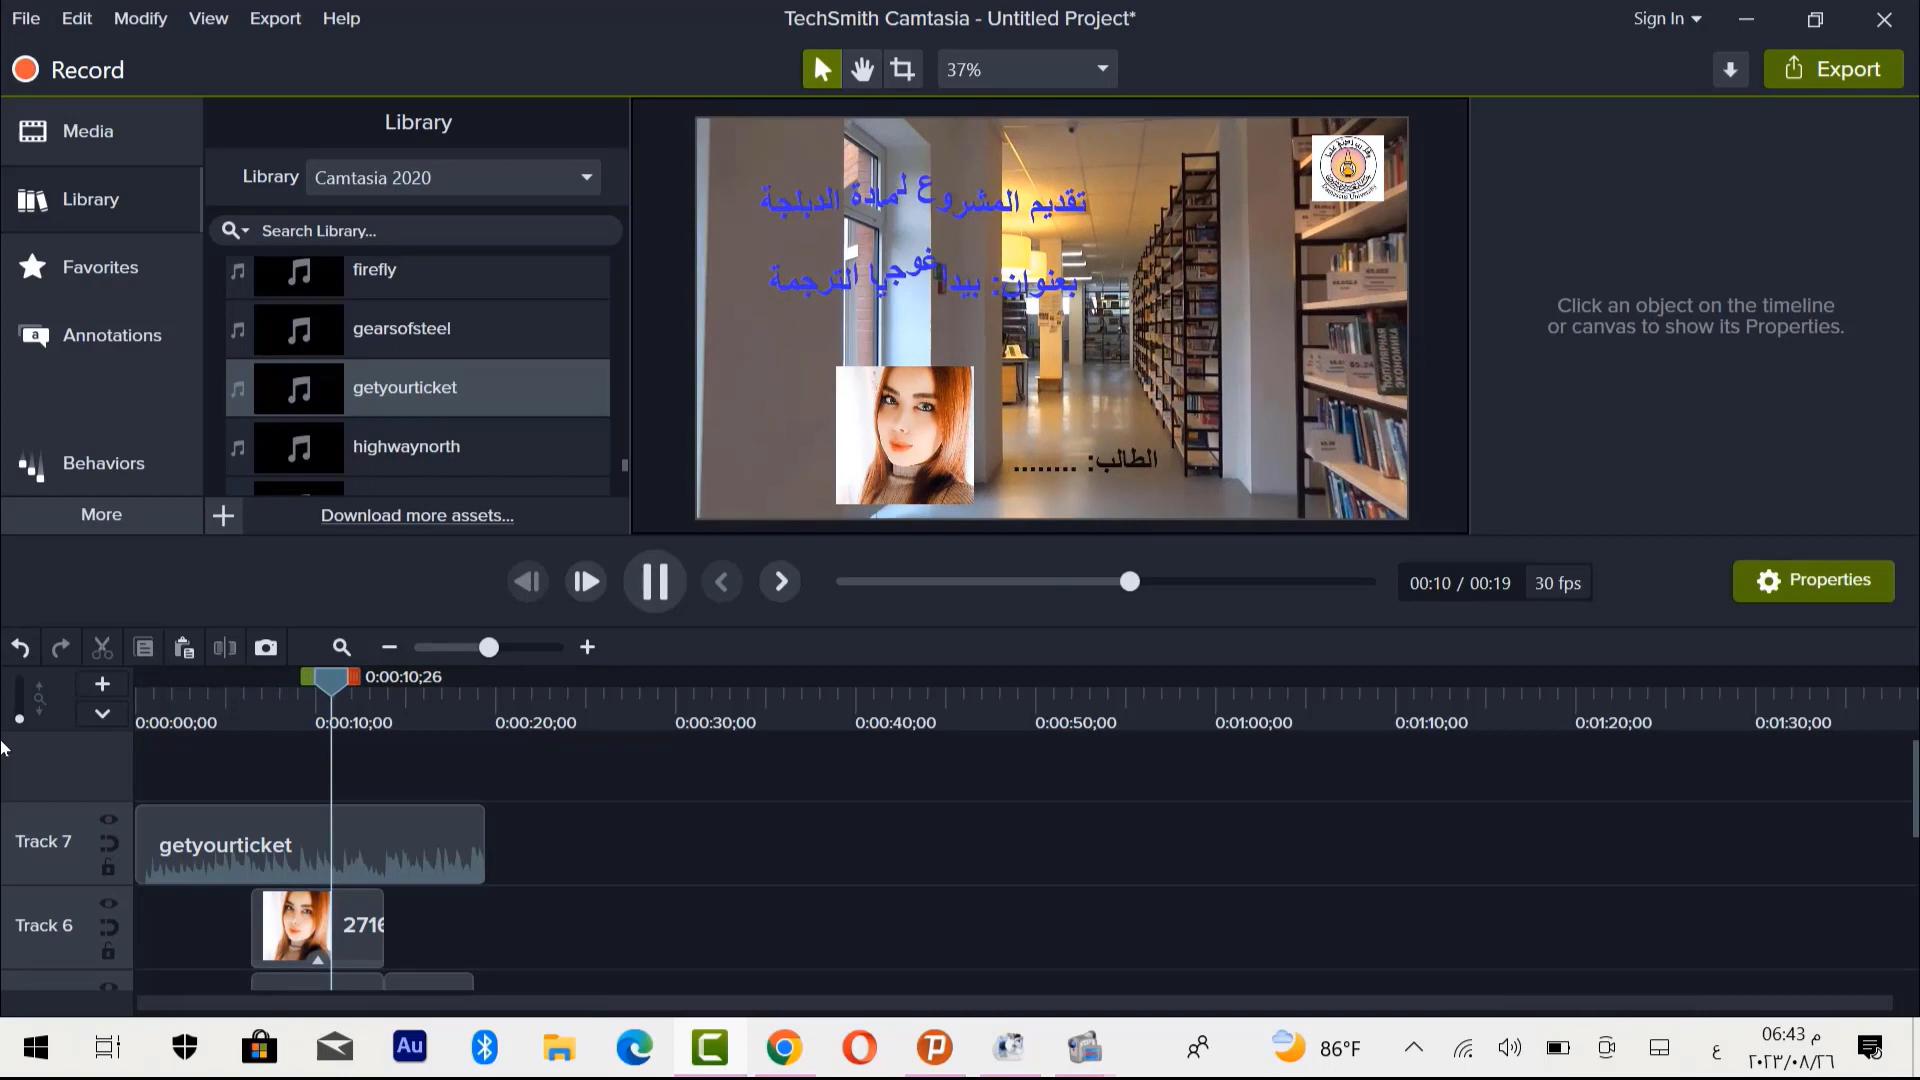 File Edit Modify View Export Help
TechSmith Camtasia - Untitled Project*
Sign In
Record
37%
Export
Media
Library
Favorites
Annotations
Behaviors
More
Library
Library Camtasia 2020
Search Library...
firefly
gearsofsteel
getyourticket
highwaynorth
Download more assets...
تقديم المشروع لمادة الدبلجة
بعنوان: بيداغوجيا الترجمة
الطالب: ........
Click an object on the timeline
or canvas to show its Properties.
00:10 / 00:19 30 fps
Properties
0:00:10;26
0:00:00;00 0:00:10;00 0:00:20;00 0:00:30;00 0:00:40;00 0:00:50;00 0:01:00;00 0:01:10;00 0:01:20;00 0:01:30;00
Track 7
getyourticket
Track 6
2716
Au
86°F
ع
06:43 م
٢٠٢٣/٠٨/٢٦